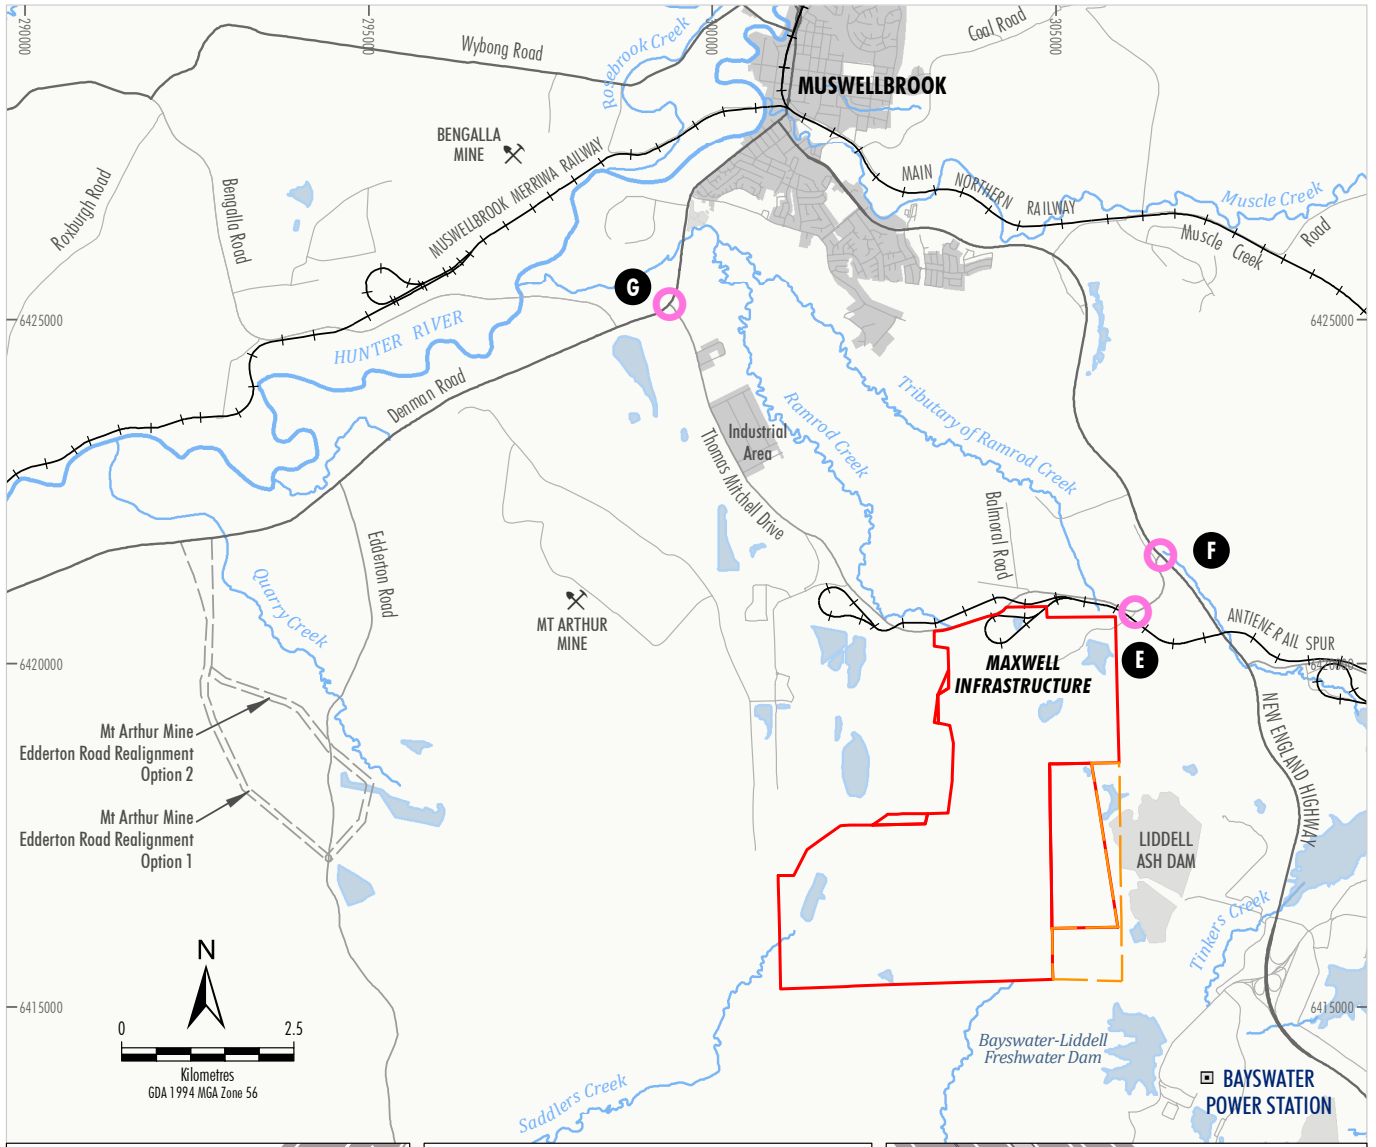 290000
295000
300000
305000
Wybong Road
Rosebrook Creek
Coal Road
MUSWELLBROOK
BENGALLA
MINE
MUSWELLBROOK MERRIWA RAILWAY
MAIN NORTHERN RAILWAY
Muscle Creek
Muscle Creek Road
Roxburgh Road
Bengalla Road
G
6425000
6425000
HUNTER RIVER
Denman Road
Ramrod Creek
Tributary of Ramrod Creek
Industrial
Area
Thomas Mitchell Drive
Balmoral Road
F
Edderton Road
Quarry Creek
MT ARTHUR
MINE
ANTIENE RAIL SPUR
6420000
6420000
E
MAXWELL
INFRASTRUCTURE
NEW ENGLAND HIGHWAY
Mt Arthur Mine
Edderton Road Realignment
Option 2
Mt Arthur Mine
Edderton Road Realignment
Option 1
LIDDELL
ASH DAM
Tinkers Creek
N
0
2.5
Kilometres
GDA 1994 MGA Zone 56
6415000
6415000
Bayswater-Liddell
Freshwater Dam
Saddlers Creek
BAYSWATER
POWER STATION